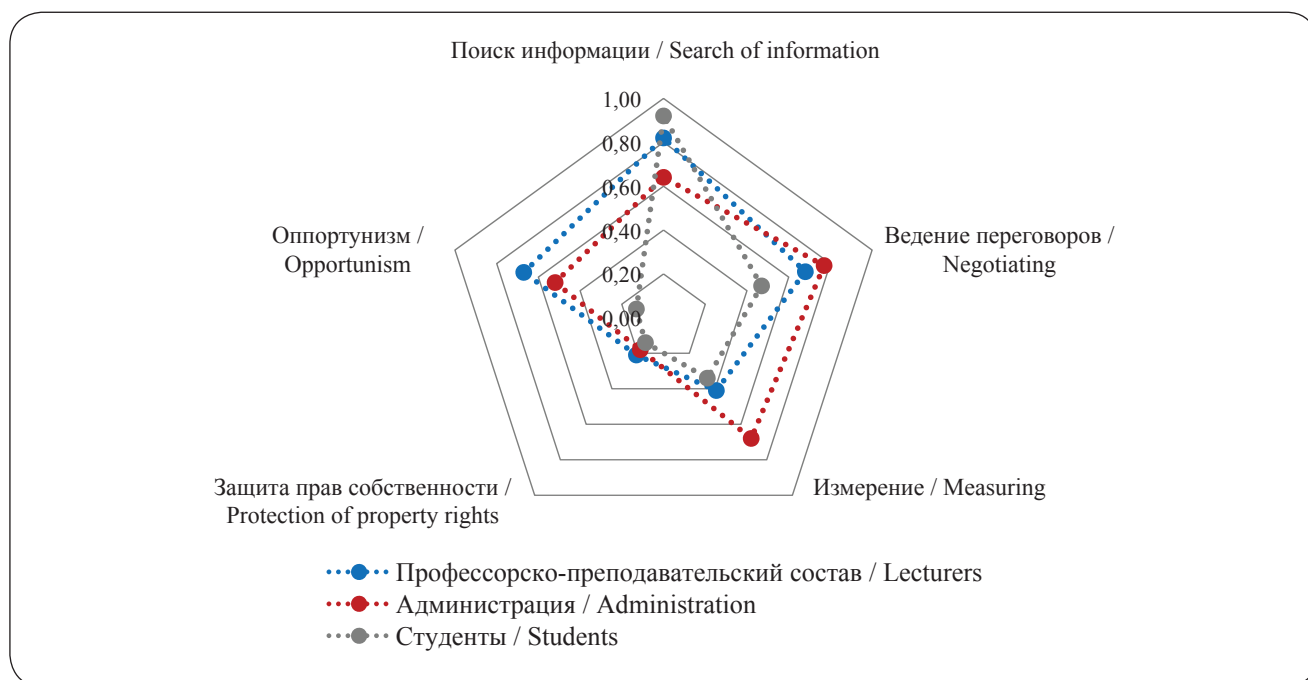 Поиск информации / Search of information
1,00
0,80
0,60
0,40
0,20
0,00
Ведение переговоров /
Negotiating
Оппортунизм /
Opportunism
Измерение / Measuring
Защита прав собственности /
Protection of property rights
Профессорско-преподавательский состав / Lecturers
Администрация / Administration
Студенты / Students